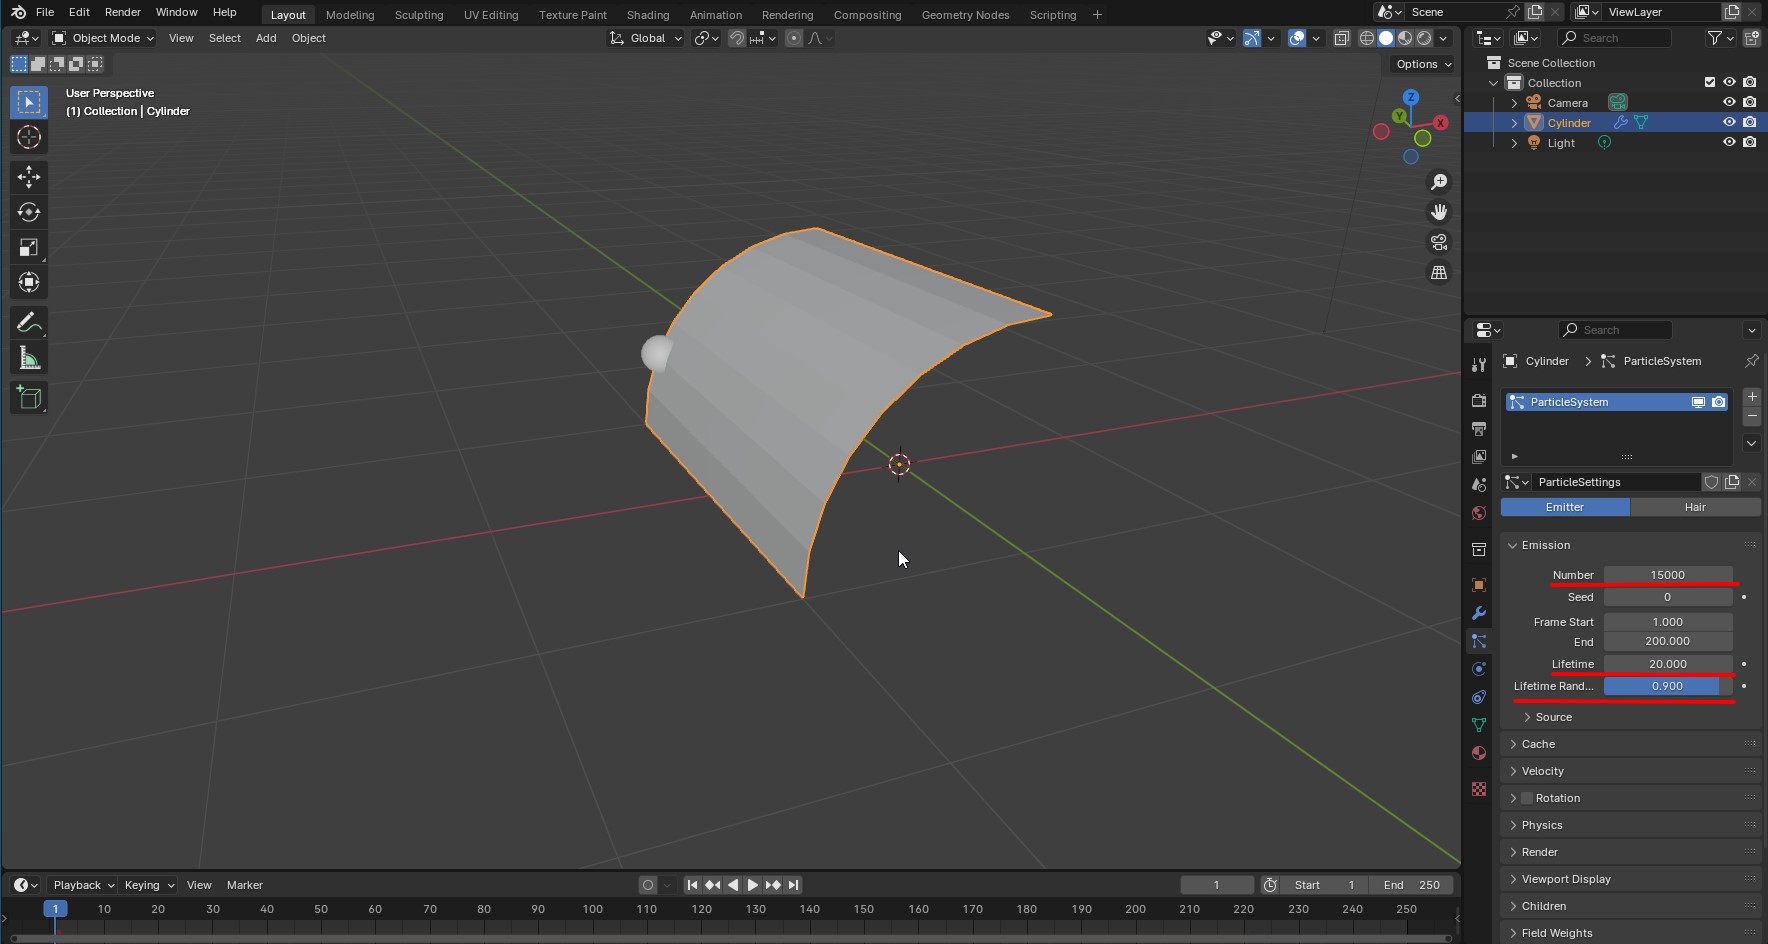 File Edit Render Window Help Layout Modeling Sculpting UV Editing Texture Paint Shading Animation Rendering Compositing Geometry Nodes Scripting + Scene ViewLayer
Object Mode View Select Add Object Global Search
Options
User Perspective
(1) Collection | Cylinder
Z
Y
X
Scene Collection
Collection
Camera
Cylinder
Light
Search
Cylinder > ParticleSystem
ParticleSystem
ParticleSettings
Emitter Hair
Emission
Number 15000
Seed 0
Frame Start 1.000
End 200.000
Lifetime 20.000
Lifetime Rand... 0.900
Source
Cache
Velocity
Rotation
Physics
Render
Viewport Display
Children
Field Weights
Playback Keying View Marker 1 Start 1 End 250
1 10 20 30 40 50 60 70 80 90 100 110 120 130 140 150 160 170 180 190 200 210 220 230 240 250